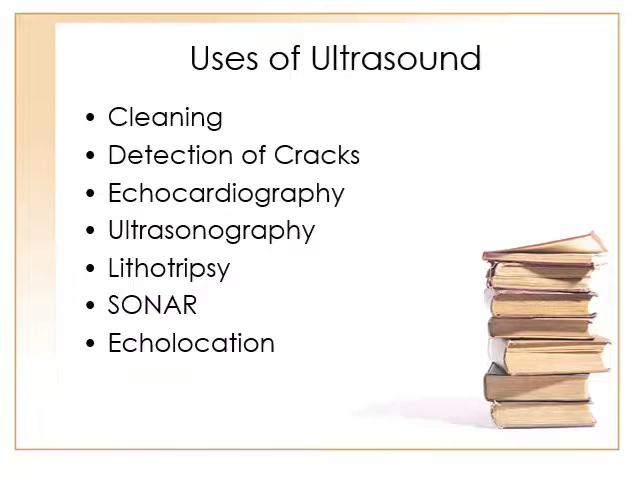 Uses of Ultrasound
• Cleaning
• Detection of Cracks
• Echocardiography
• Ultrasonography
• Lithotripsy
• SONAR
• Echolocation